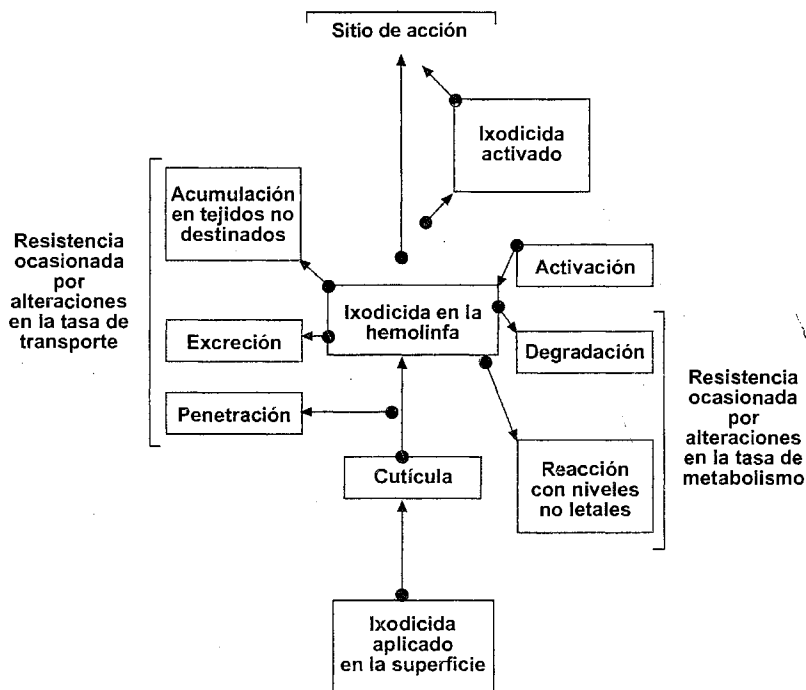 Sitio de acción
Ixodicida
activado
Acumulación
en tejidos no
destinados
Resistencia
ocasionada
por
alteraciones
en la tasa de
transporte
Activación
Ixodicida en la
hemolinfa
Excreción
Degradación
Penetración
Resistencia
ocasionada
por
alteraciones
en la tasa de
metabolismo
Cutícula
Reacción
con niveles
no letales
Ixodicida
aplicado
en la superficie